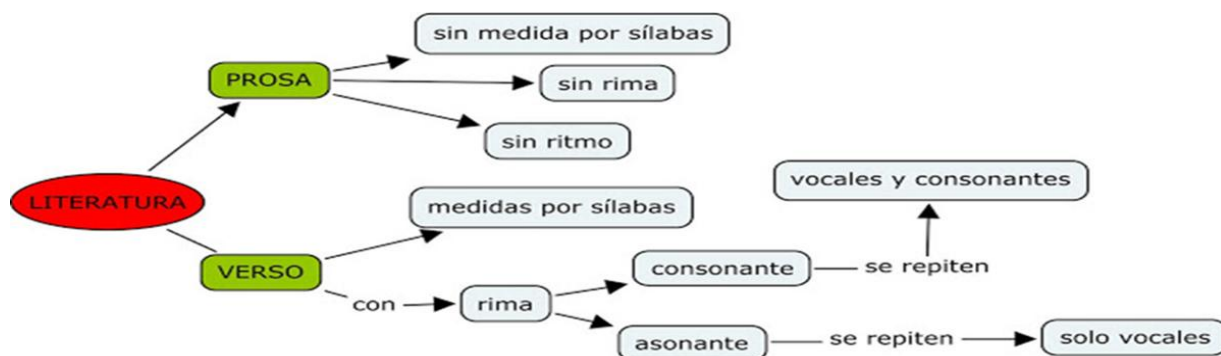 sin medida por sílabas
PROSA
sin rima
sin ritmo
LITERATURA
medidas por sílabas
vocales y consonantes
VERSO
con
rima
consonante
se repiten
asonante
se repiten
solo vocales